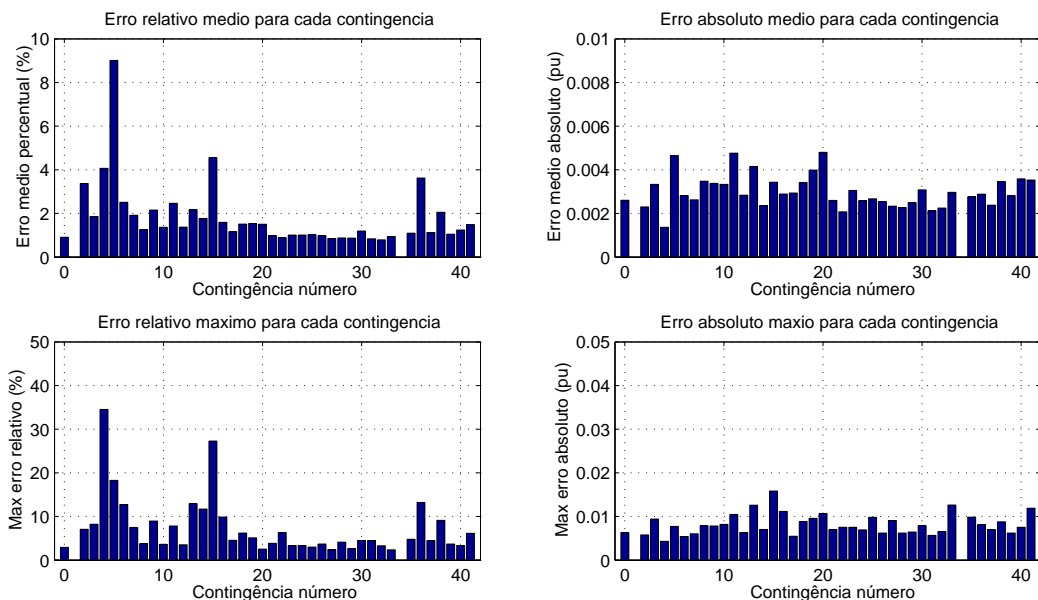 Erro relativo medio para cada contingencia
Erro medio percentual (%)
10
8
6
4
2
0
0 10 20 30 40
Contingência número
Erro absoluto medio para cada contingencia
Erro medio absoluto (pu)
0.01
0.008
0.006
0.004
0.002
0
0 10 20 30 40
Contingência número
Erro relativo maximo para cada contingencia
Max erro relativo (%)
50
40
30
20
10
0
0 10 20 30 40
Contingência número
Erro absoluto maxio para cada contingencia
Max erro absoluto (pu)
0.05
0.04
0.03
0.02
0.01
0
0 10 20 30 40
Contingência número